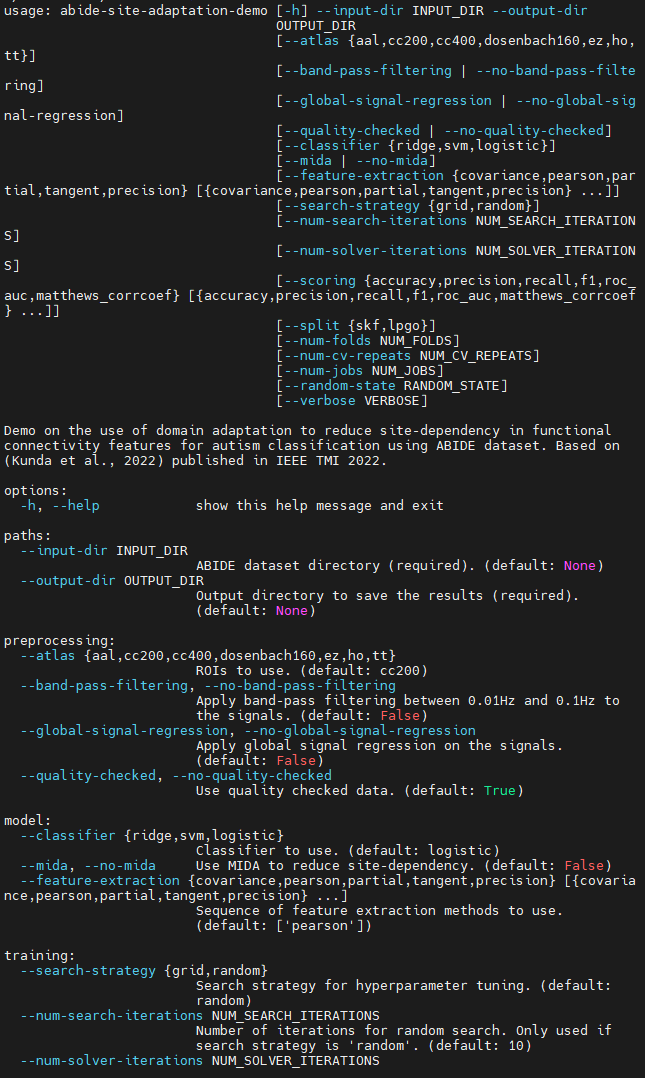 usage: abide-site-adaptation-demo [-h] --input-dir INPUT_DIR --output-dir
OUTPUT_DIR
[--atlas {aal,cc200,cc400,dosenbach160,ez,ho,
tt}]
[--band-pass-filtering | --no-band-pass-filte
ring]
[--global-signal-regression | --no-global-sig
nal-regression]
[--quality-checked | --no-quality-checked]
[--classifier {ridge,svm,logistic}]
[--mida | --no-mida]
[--feature-extraction {covariance,pearson,par
tial,tangent,precision} [{covariance,pearson,partial,tangent,precision} ...]]
[--search-strategy {grid,random}]
[--num-search-iterations NUM_SEARCH_ITERATION
S]
[--num-solver-iterations NUM_SOLVER_ITERATION
S]
[--scoring {accuracy,precision,recall,f1,roc_
auc,matthews_corrcoef} [{accuracy,precision,recall,f1,roc_auc,matthews_corrcoef
} ...]]
[--split {skf,lpgo}]
[--num-folds NUM_FOLDS]
[--num-cv-repeats NUM_CV_REPEATS]
[--num-jobs NUM_JOBS]
[--random-state RANDOM_STATE]
[--verbose VERBOSE]
Demo on the use of domain adaptation to reduce site-dependency in functional
connectivity features for autism classification using ABIDE dataset. Based on
(Kunda et al., 2022) published in IEEE TMI 2022.
options:
-h, --help show this help message and exit
paths:
--input-dir INPUT_DIR
ABIDE dataset directory (required). (default: None)
--output-dir OUTPUT_DIR
Output directory to save the results (required).
(default: None)
preprocessing:
--atlas {aal,cc200,cc400,dosenbach160,ez,ho,tt}
ROIs to use. (default: cc200)
--band-pass-filtering, --no-band-pass-filtering
Apply band-pass filtering between 0.01Hz and 0.1Hz to
the signals. (default: False)
--global-signal-regression, --no-global-signal-regression
Apply global signal regression on the signals.
(default: False)
--quality-checked, --no-quality-checked
Use quality checked data. (default: True)
model:
--classifier {ridge,svm,logistic}
Classifier to use. (default: logistic)
--mida, --no-mida Use MIDA to reduce site-dependency. (default: False)
--feature-extraction {covariance,pearson,partial,tangent,precision} [{covaria
nce,pearson,partial,tangent,precision} ...]
Sequence of feature extraction methods to use.
(default: ['pearson'])
training:
--search-strategy {grid,random}
Search strategy for hyperparameter tuning. (default:
random)
--num-search-iterations NUM_SEARCH_ITERATIONS
Number of iterations for random search. Only used if
search strategy is 'random'. (default: 10)
--num-solver-iterations NUM_SOLVER_ITERATIONS